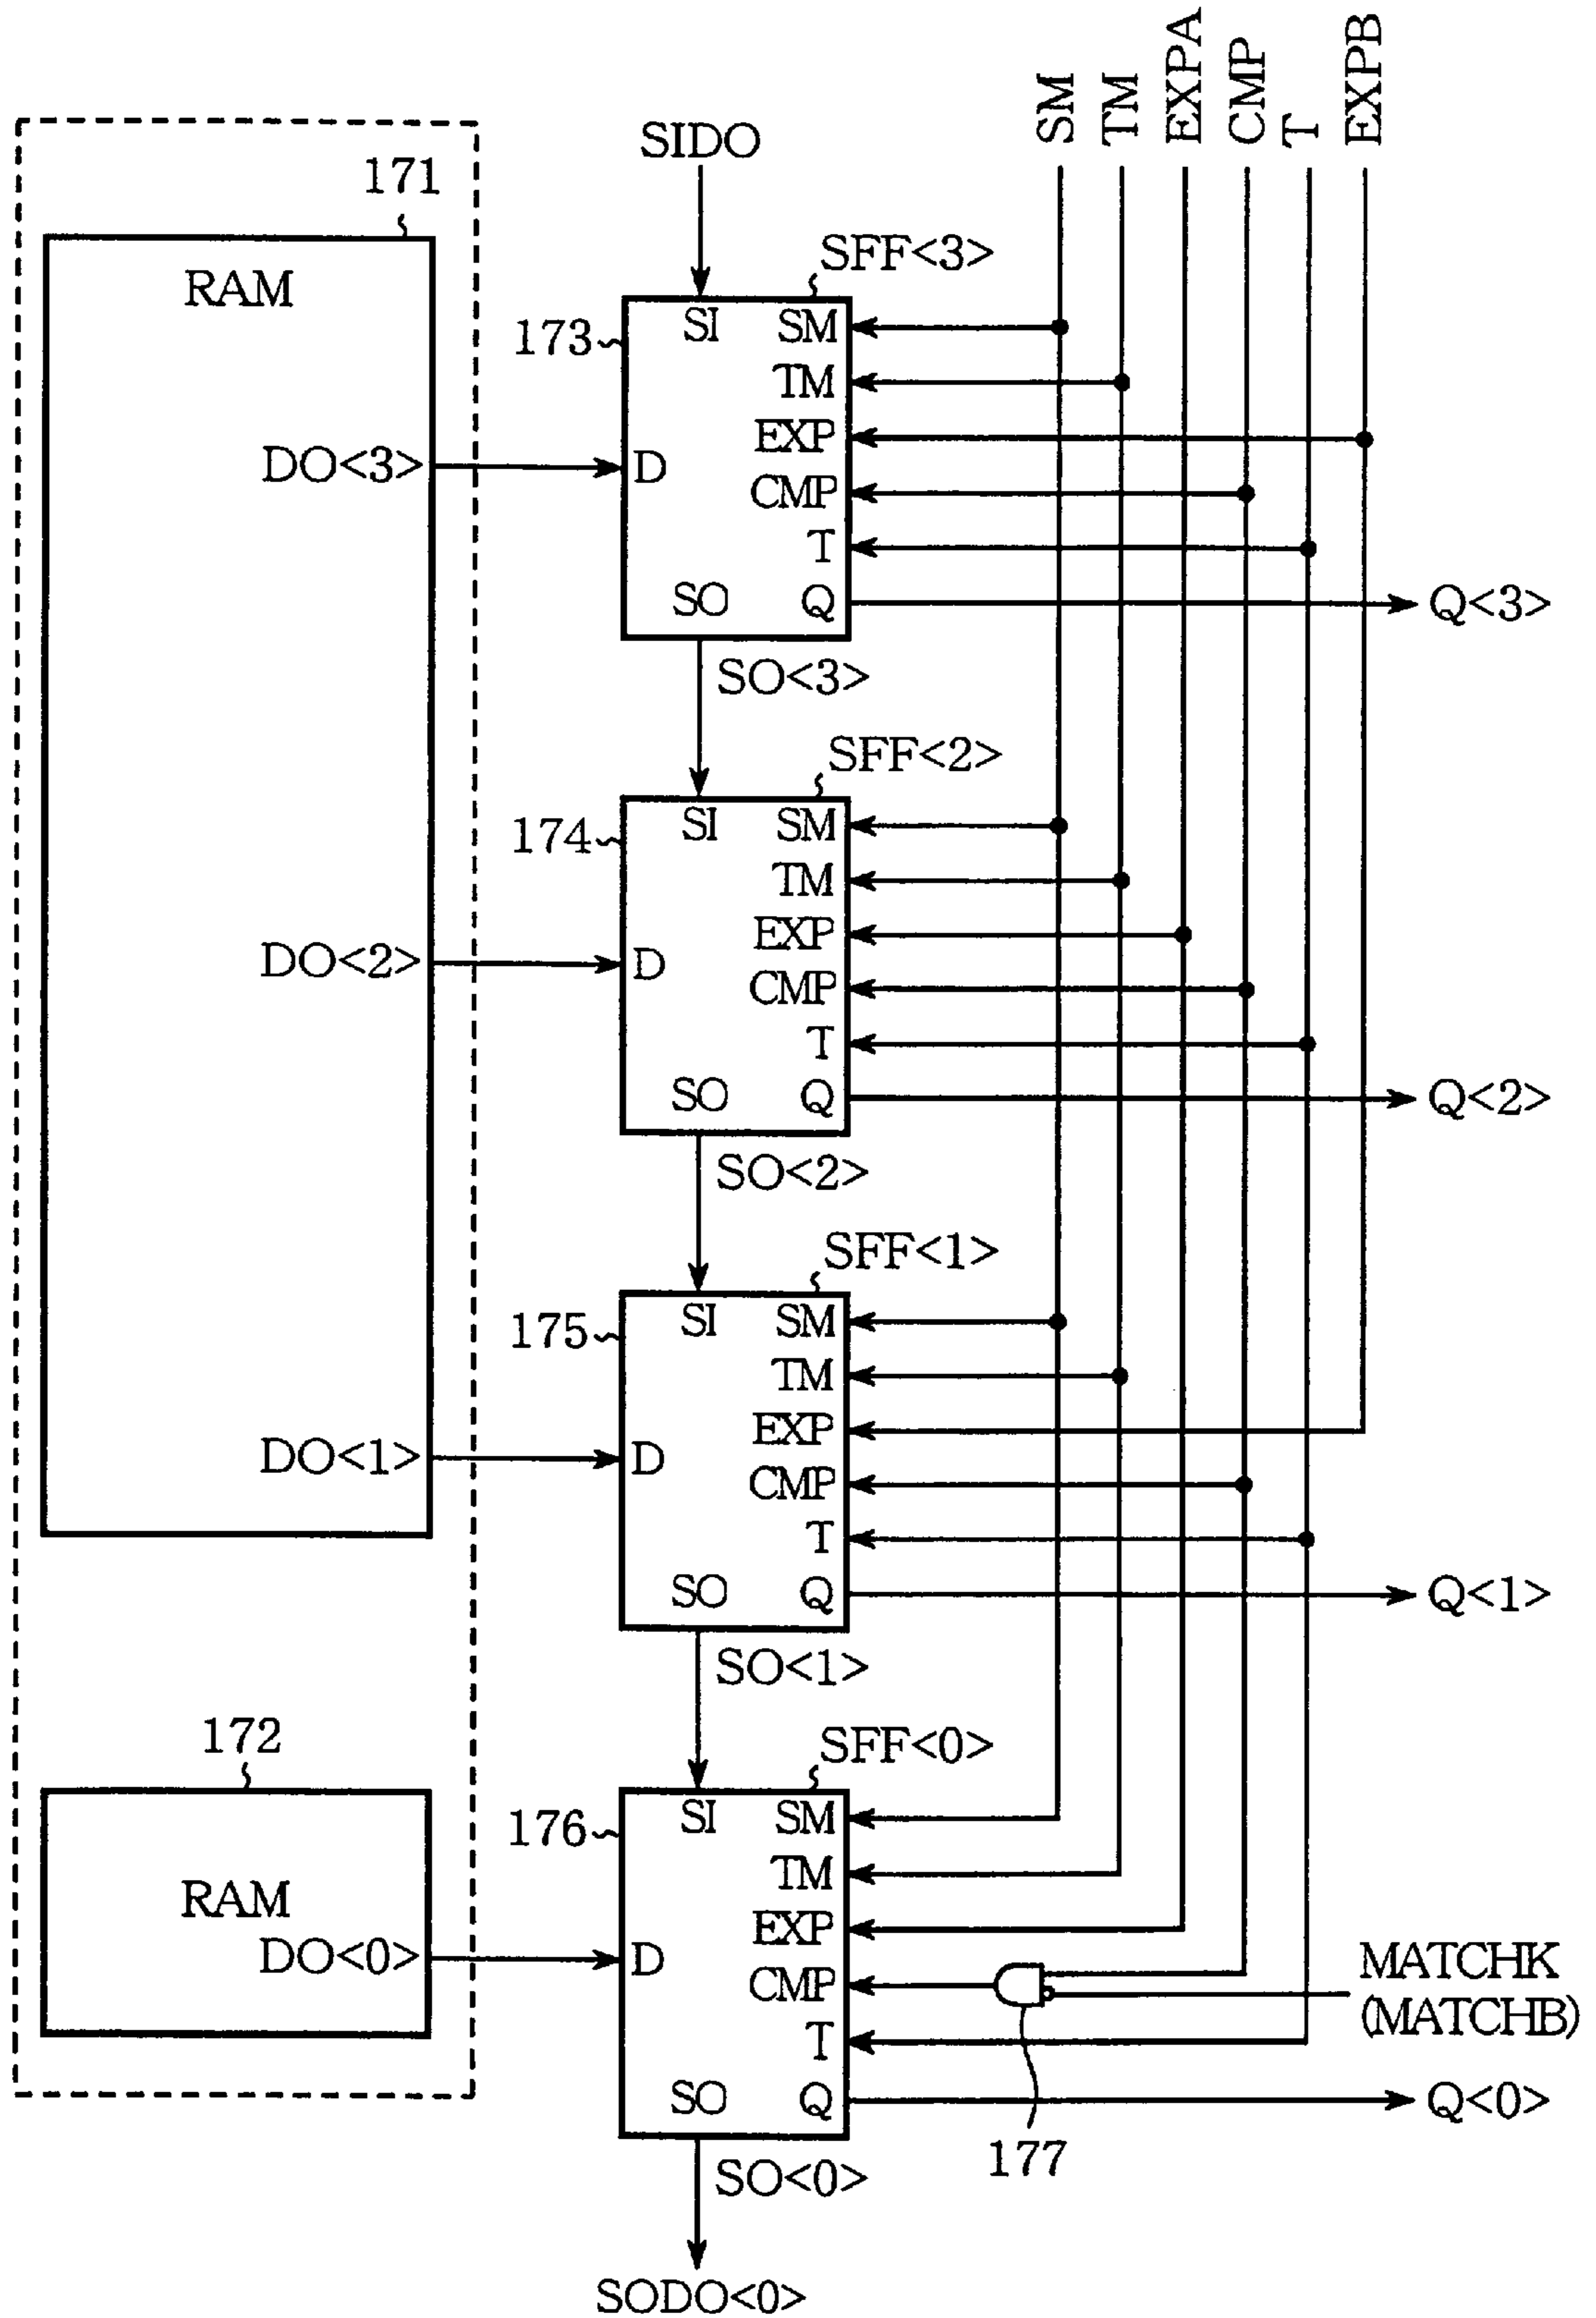 SM TM EXPA CMP T EXPB
SIDO
171
RAM
SFF<3>
173
SI SM
TM
EXP
DO<3> D
CMP
T
SO Q Q<3>
SO<3>
SFF<2>
174
SI SM
TM
EXP
DO<2> D
CMP
T
SO Q Q<2>
SO<2>
SFF<1>
175
SI SM
TM
EXP
DO<1> D
CMP
T
SO Q Q<1>
SO<1>
172
SFF<0>
176
SI SM
TM
RAM
EXP
DO<0> D
CMP
MATCHK
(MATCHB)
T
SO Q Q<0>
177
SO<0>
SODO<0>